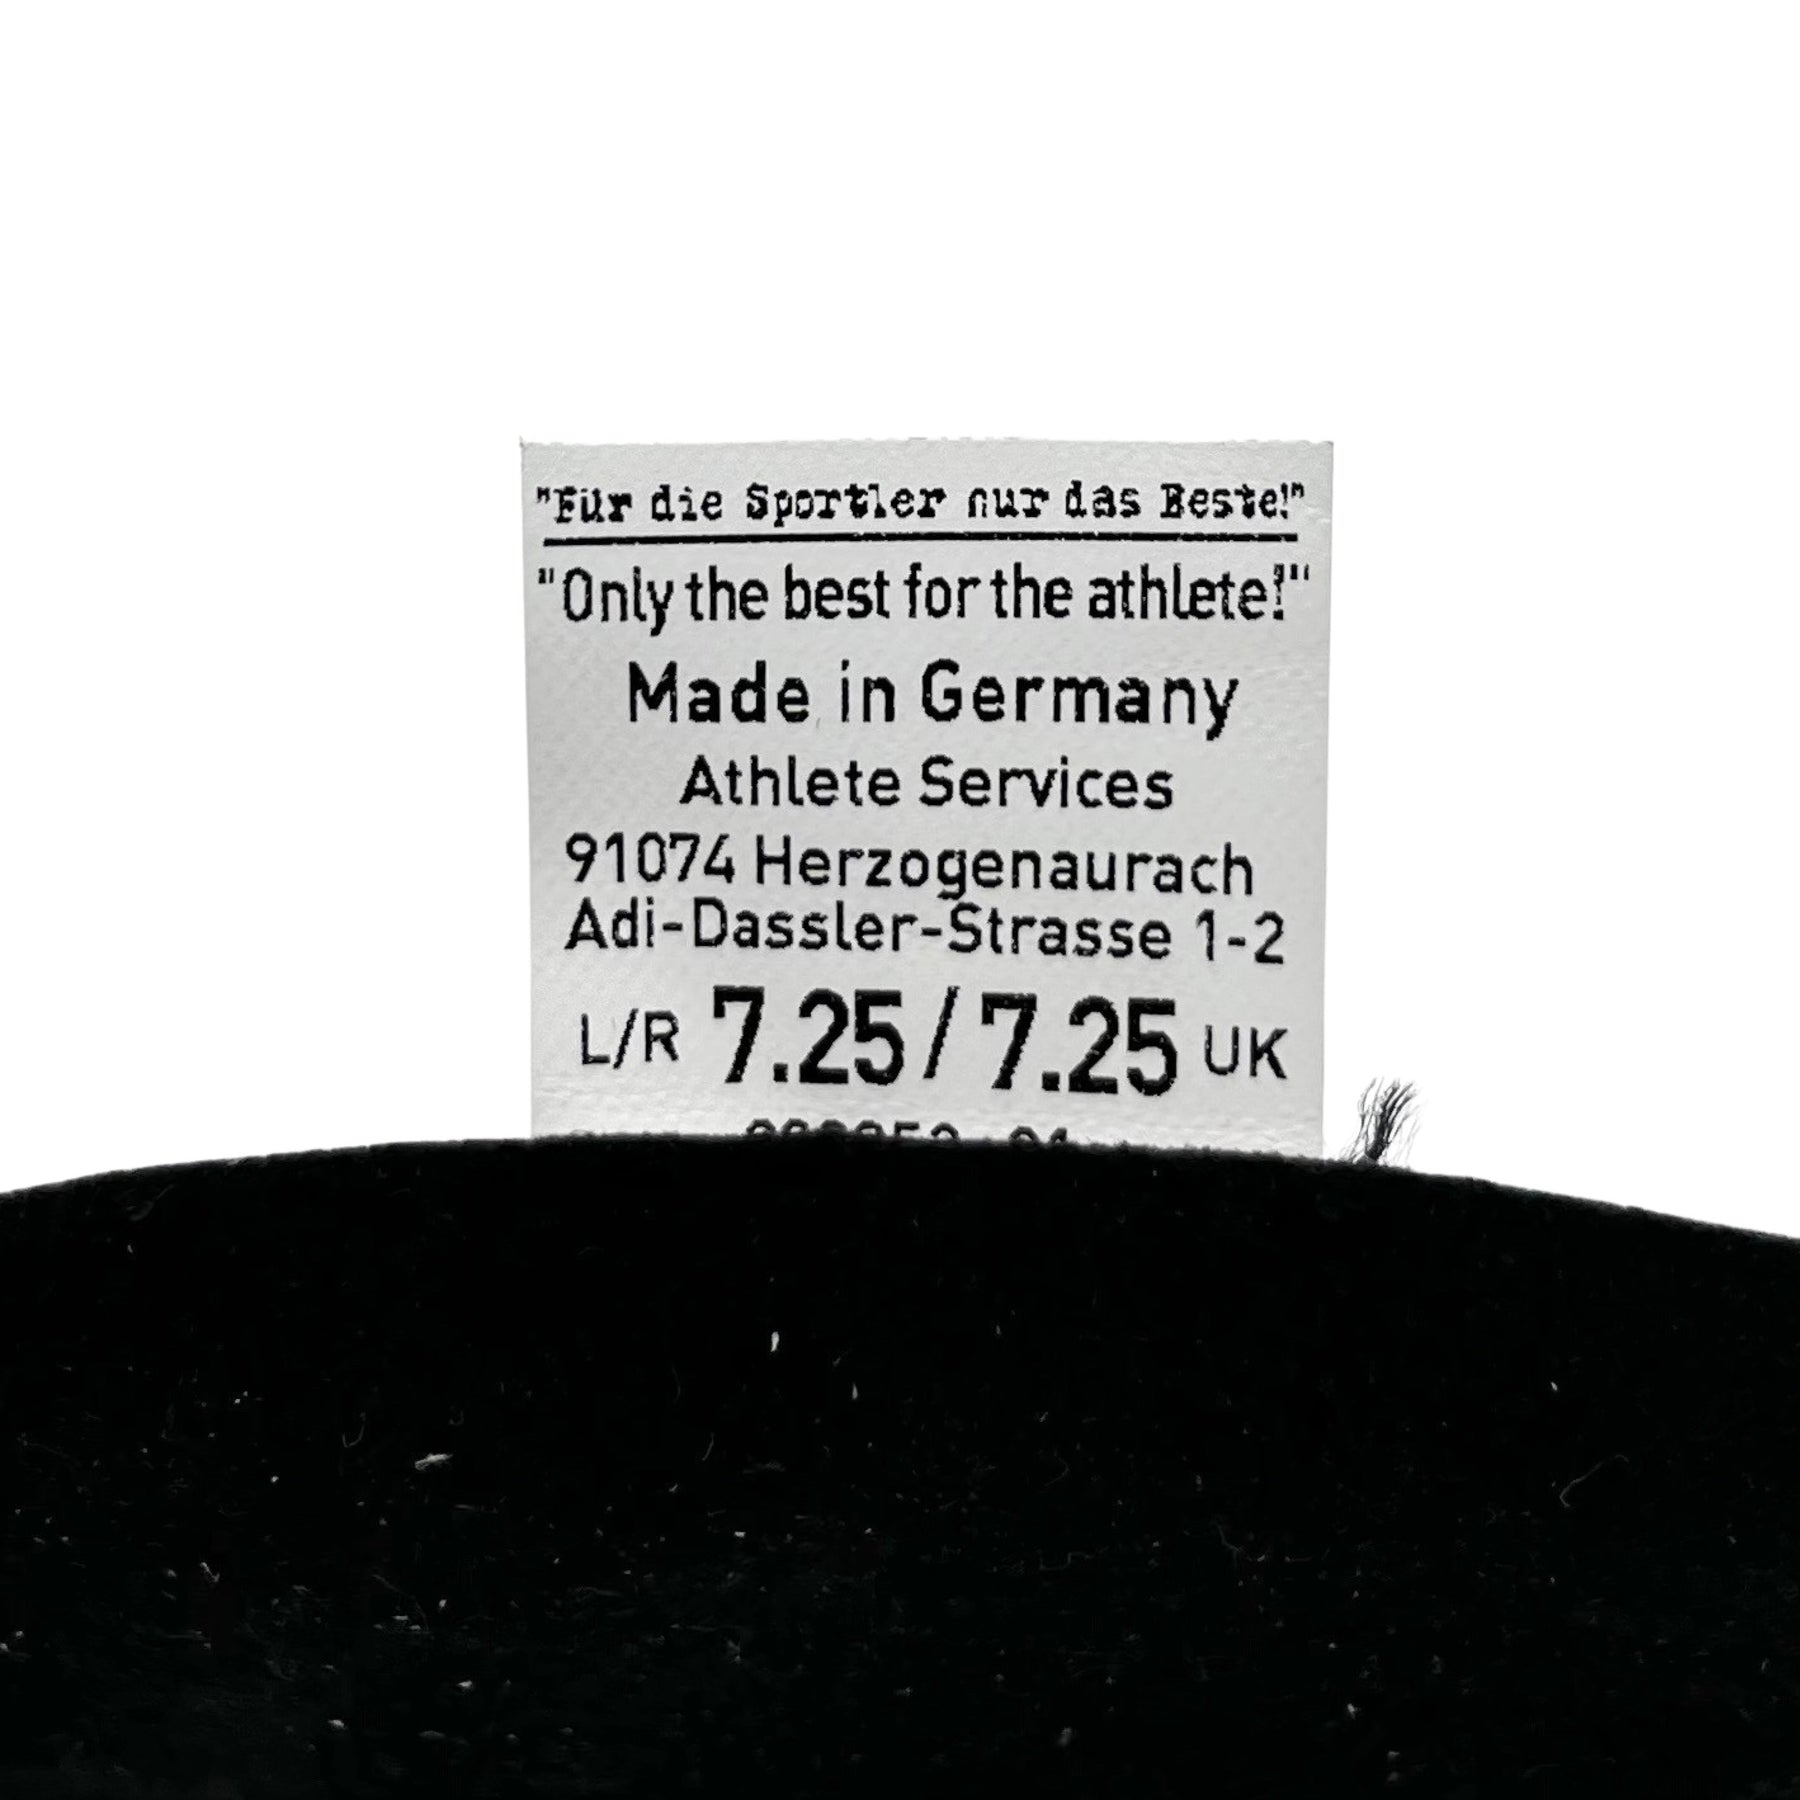 "Für die Sportler nur das Beste!"
"Only the best for the athlete!"
Made in Germany
Athlete Services
91074 Herzogenaurach
Adi-Dassler-Strasse 1-2
L/R 7.25 / 7.25 UK